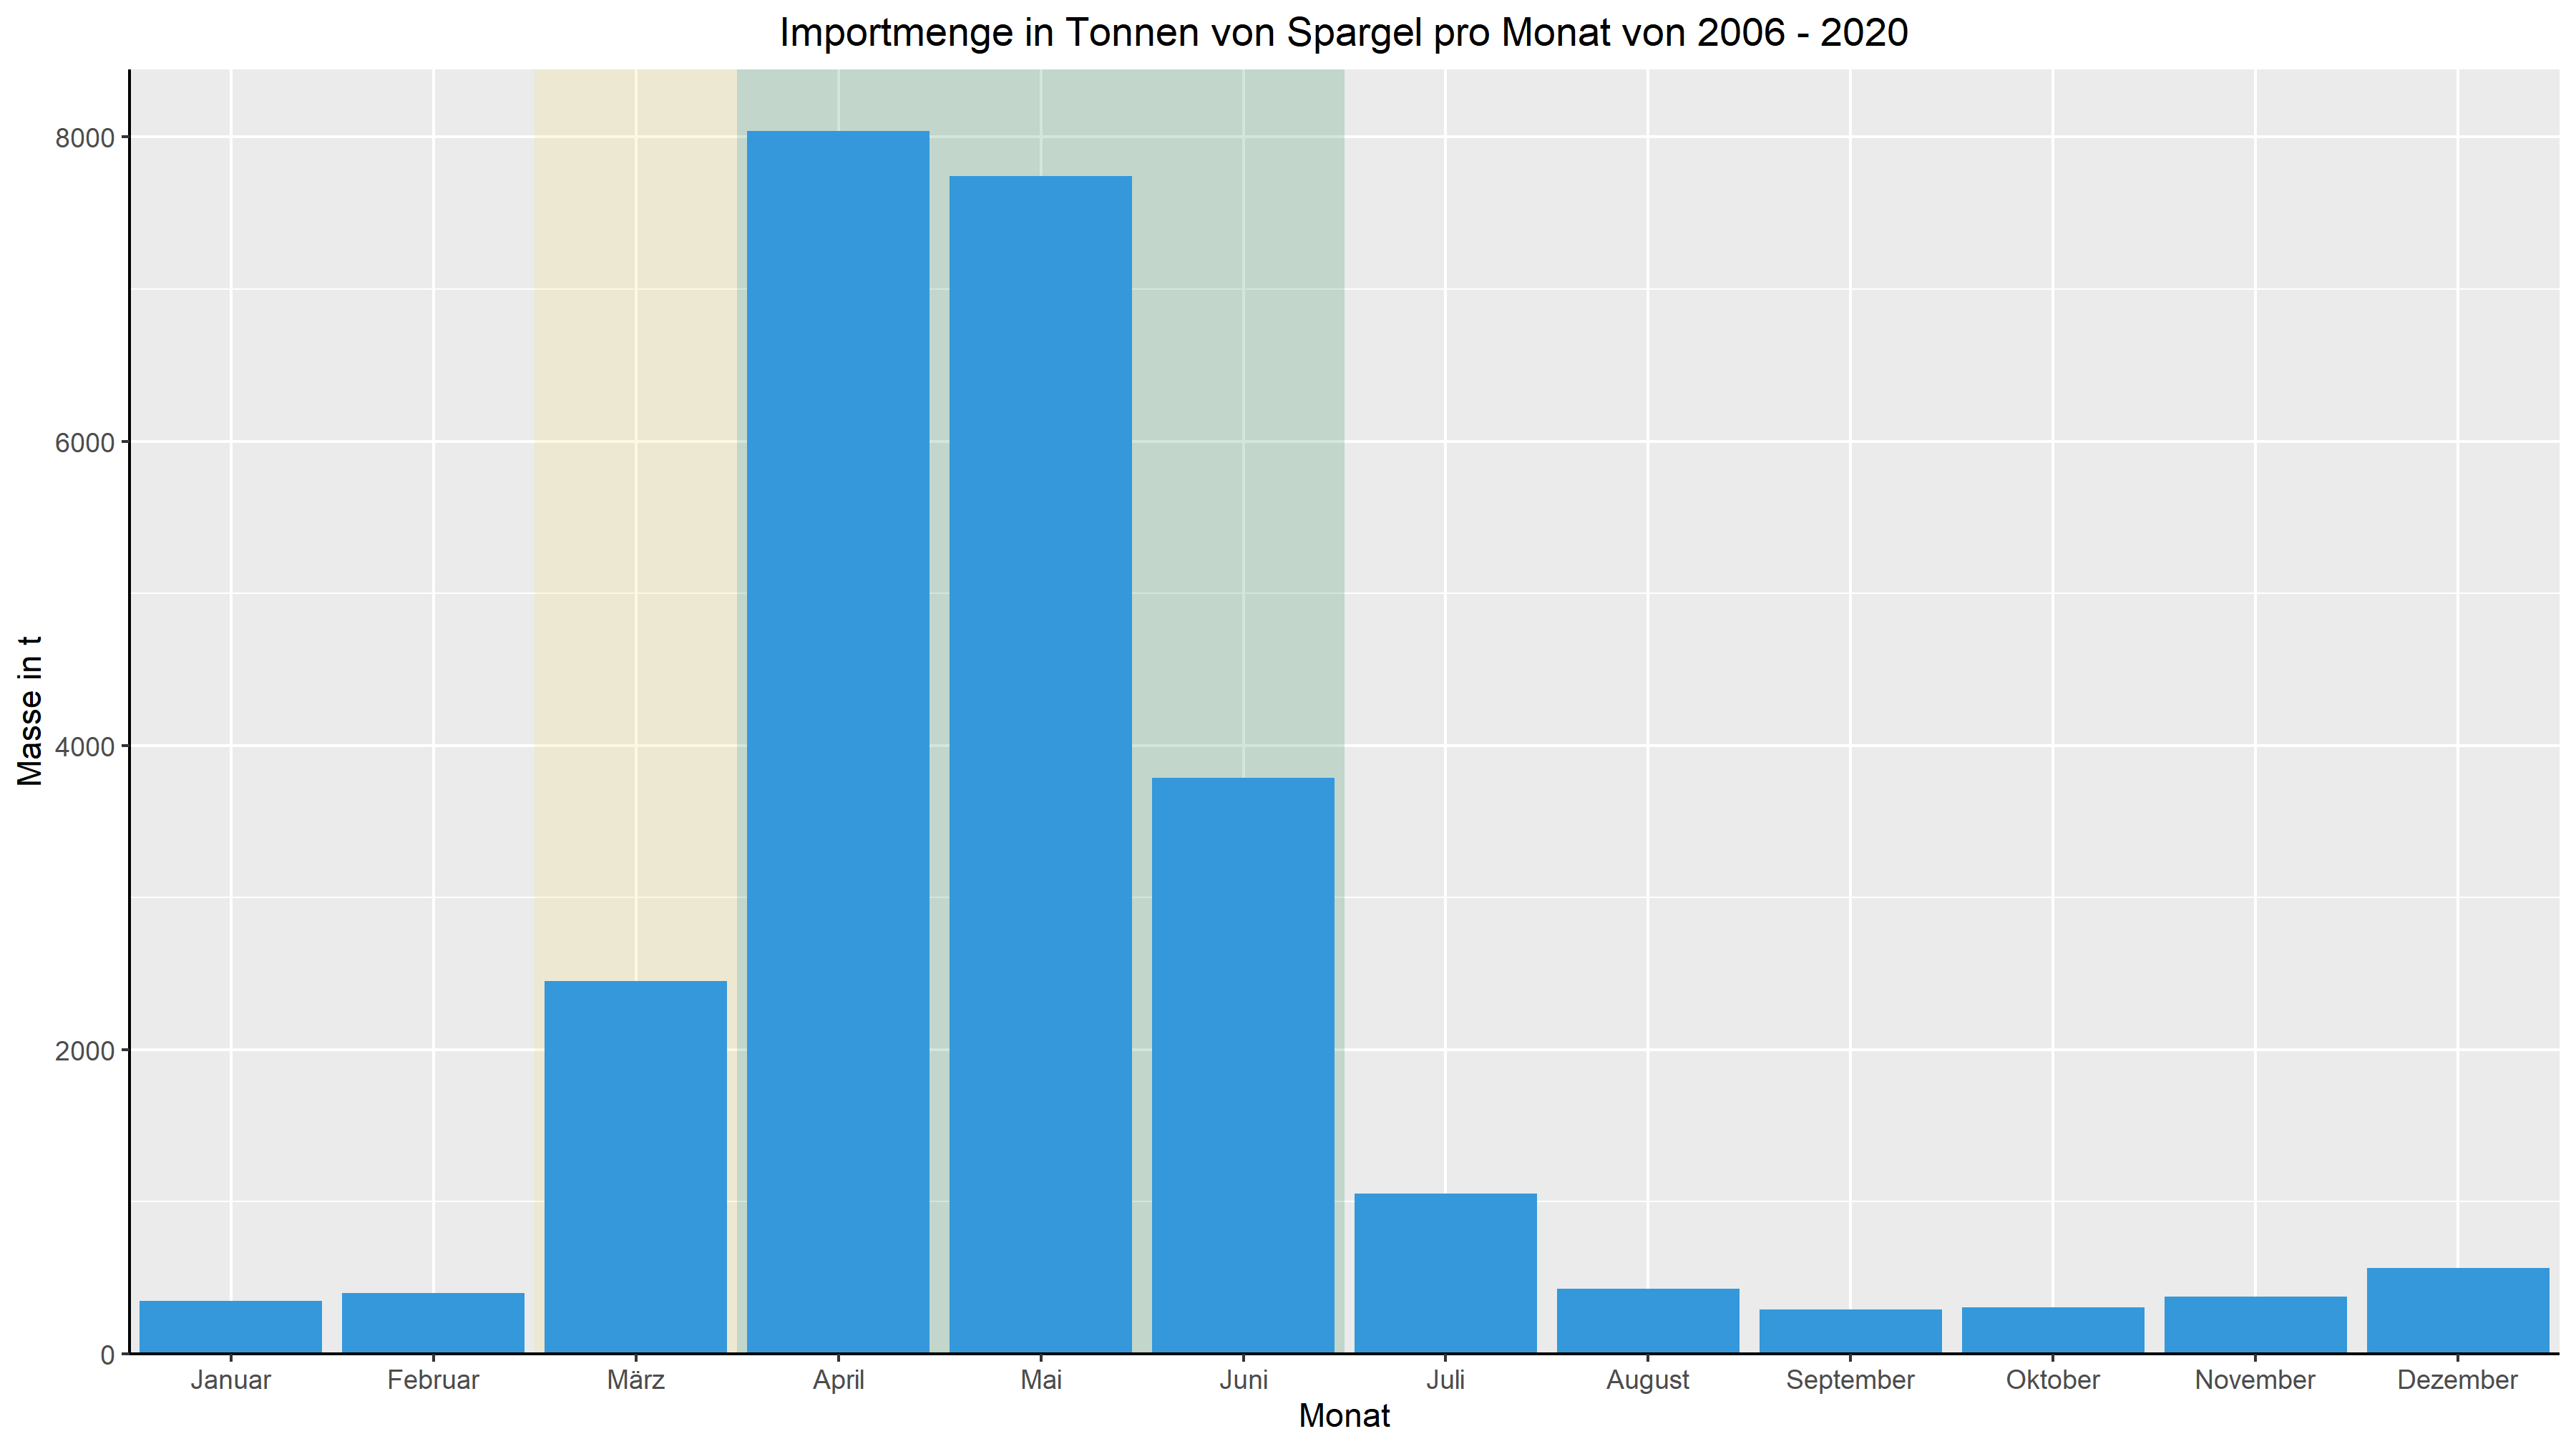 Importmenge in Tonnen von Spargel pro Monat von 2006 - 2020
Masse in t
8000
6000
4000
2000
0
Januar Februar März April Mai Juni Juli August September Oktober November Dezember
Monat